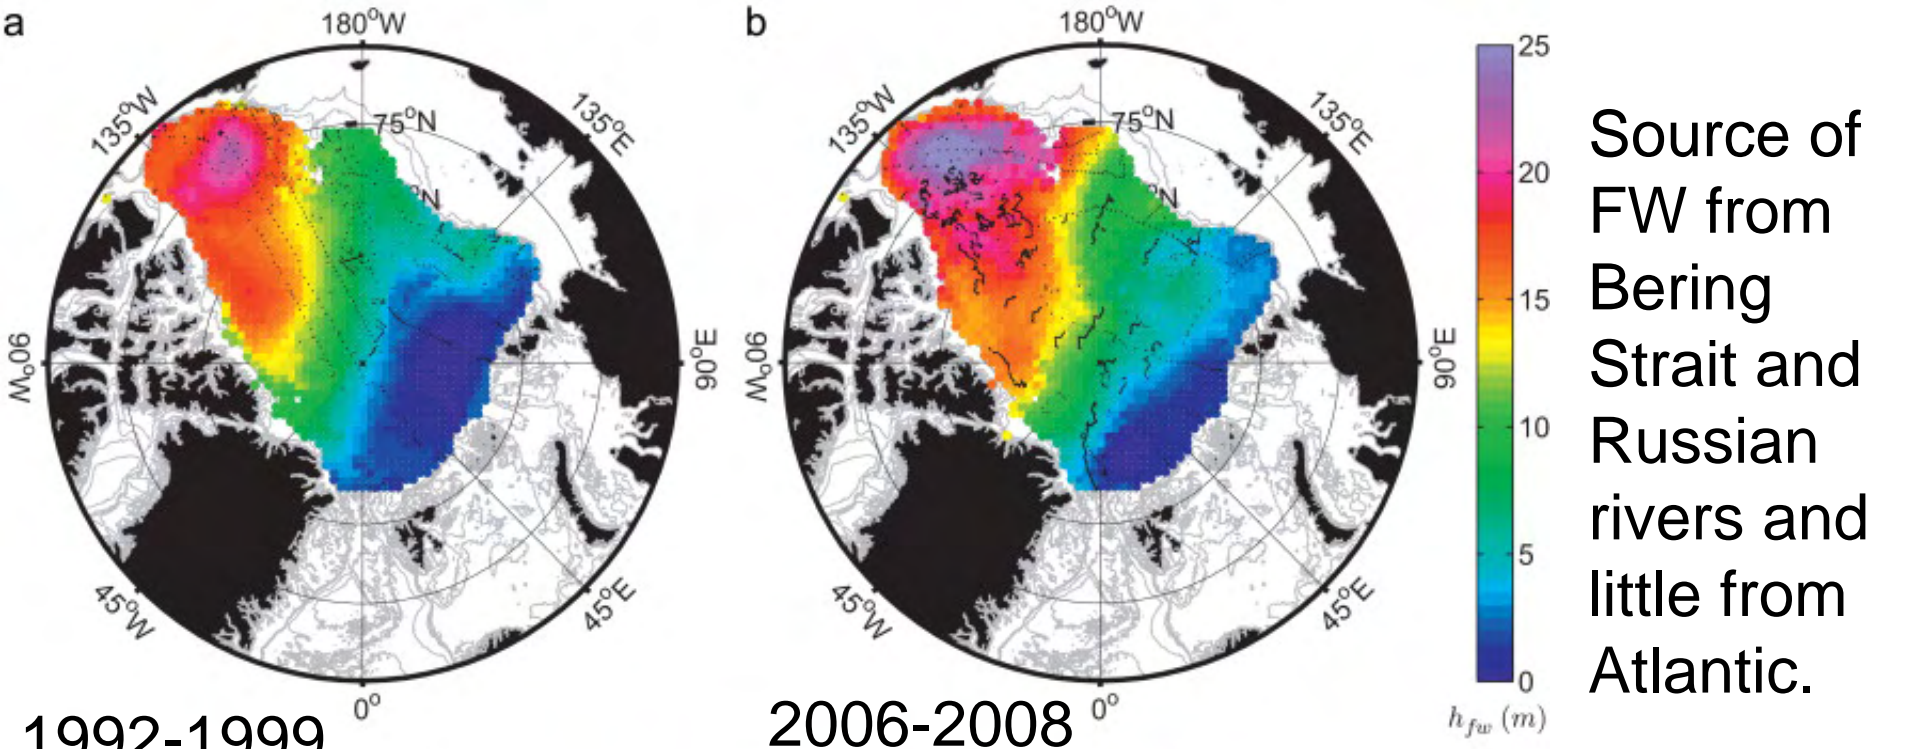 a
180°W
135°W
135°E
75°N
N
90°W
90°E
45°W
45°E
0°
1992-1999
b
180°W
135°W
135°E
75°N
N
90°W
90°E
45°W
45°E
0°
2006-2008
25
20
15
10
5
0
h_fw (m)
Source of
FW from
Bering
Strait and
Russian
rivers and
little from
Atlantic.